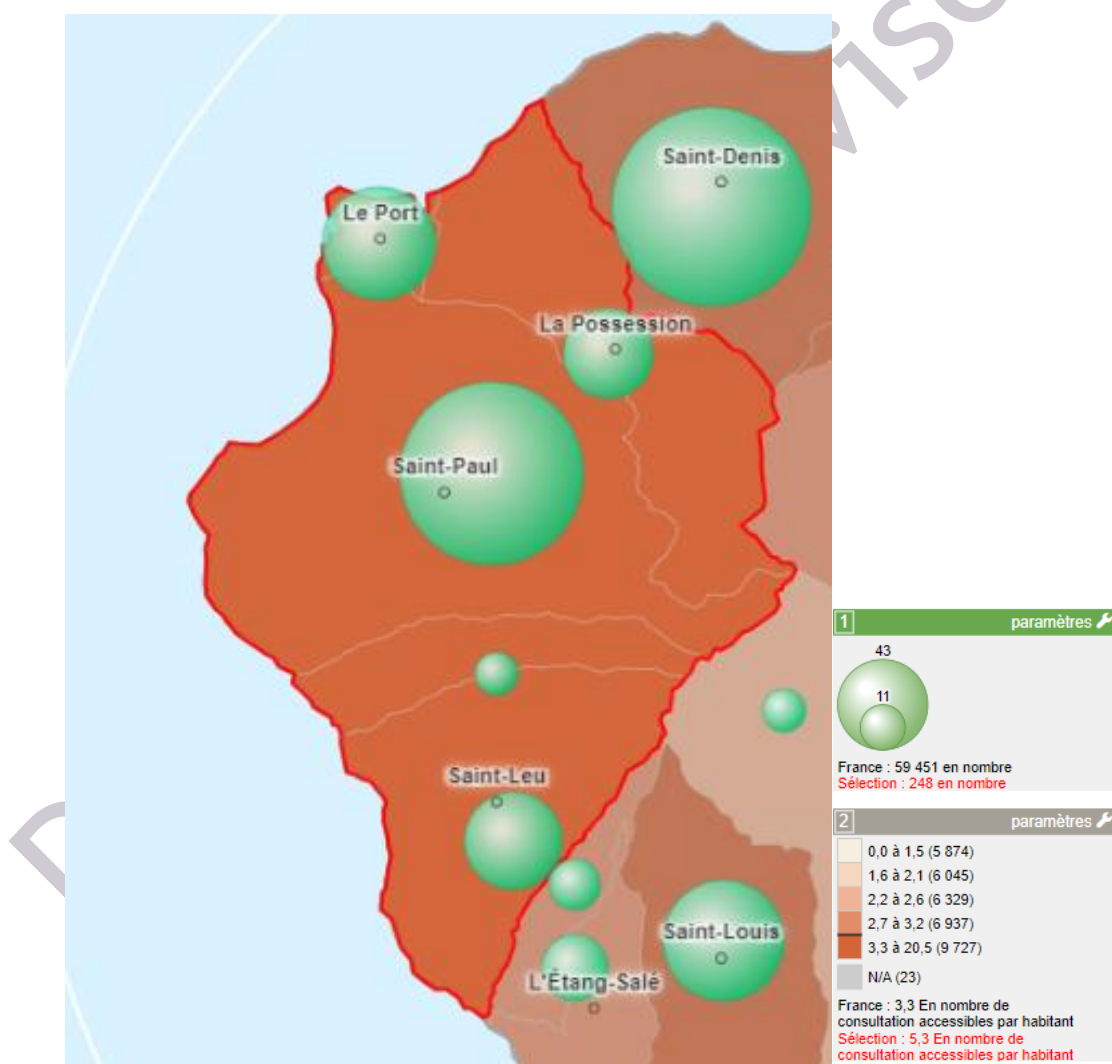 Saint-Denis
Le Port
La Possession
Saint-Paul
Saint-Leu
Saint-Louis
L'Étang-Salé
1 paramètres
43
11
France : 59 451 en nombre
Sélection : 248 en nombre
2 paramètres
0,0 à 1,5 (5 874)
1,6 à 2,1 (6 045)
2,2 à 2,6 (6 329)
2,7 à 3,2 (6 937)
3,3 à 20,5 (9 727)
N/A (23)
France : 3,3 En nombre de
consultation accessibles par habitant
Sélection : 5,3 En nombre de
consultation accessibles par habitant